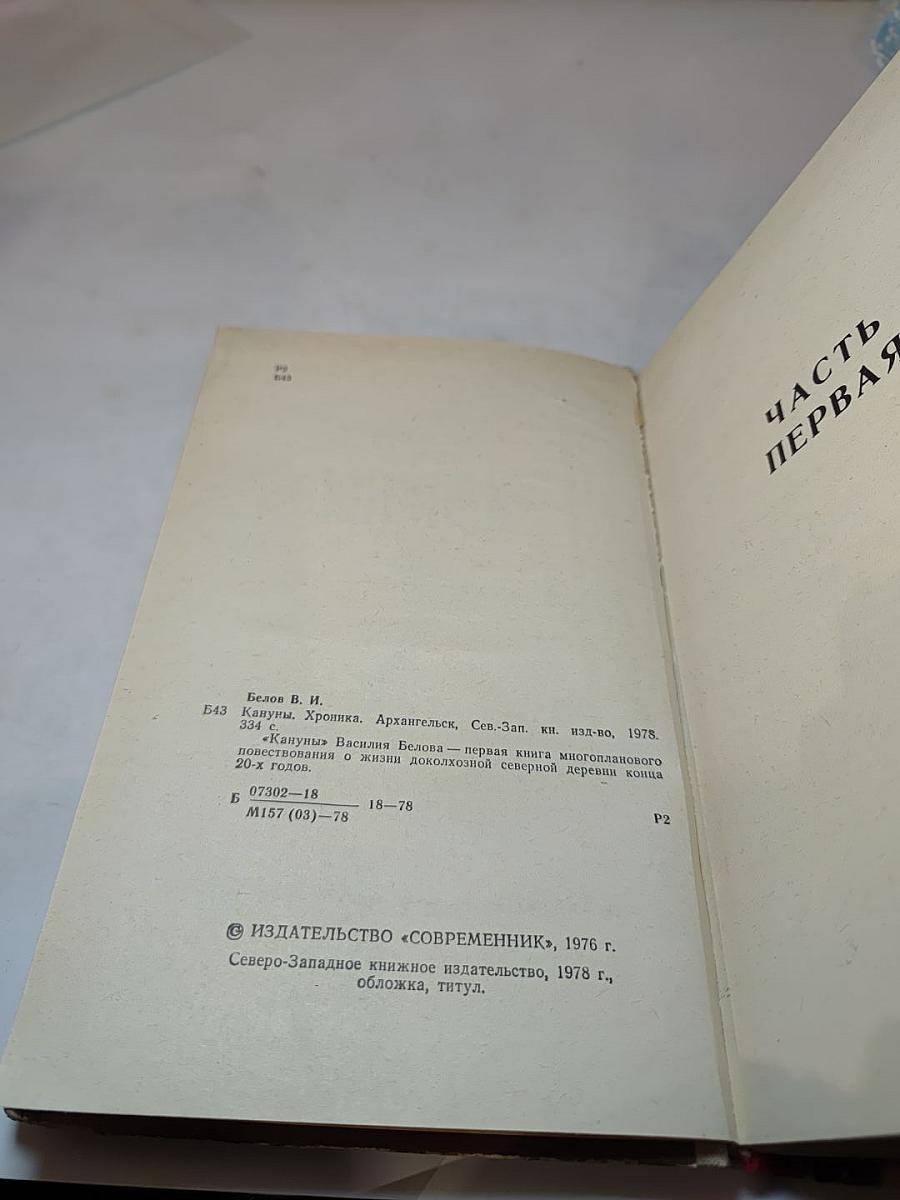 Р2
Б43
Белов В. И.
Б43 Кануны. Хроника. Архангельск, Сев.-Зап. кн. изд-во, 1978.
334 с.
«Кануны» Василия Белова — первая книга многопланового
повествования о жизни доколхозной северной деревни конца
20-х годов.
Б 07302—18
М157 (03)—78 18—78
Р2
© ИЗДАТЕЛЬСТВО «СОВРЕМЕННИК», 1976 г.
Северо-Западное книжное издательство, 1978 г.,
обложка, титул.
ЧАСТЬ
ПЕРВАЯ